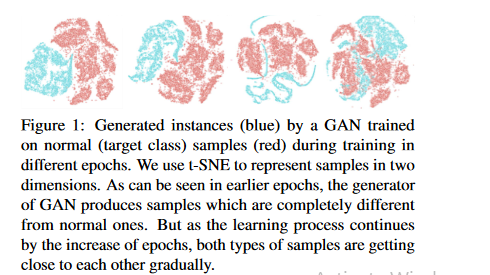 Figure 1: Generated instances (blue) by a GAN trained
on normal (target class) samples (red) during training in
different epochs. We use t-SNE to represent samples in two
dimensions. As can be seen in earlier epochs, the generator
of GAN produces samples which are completely different
from normal ones. But as the learning process continues
by the increase of epochs, both types of samples are getting
close to each other gradually.